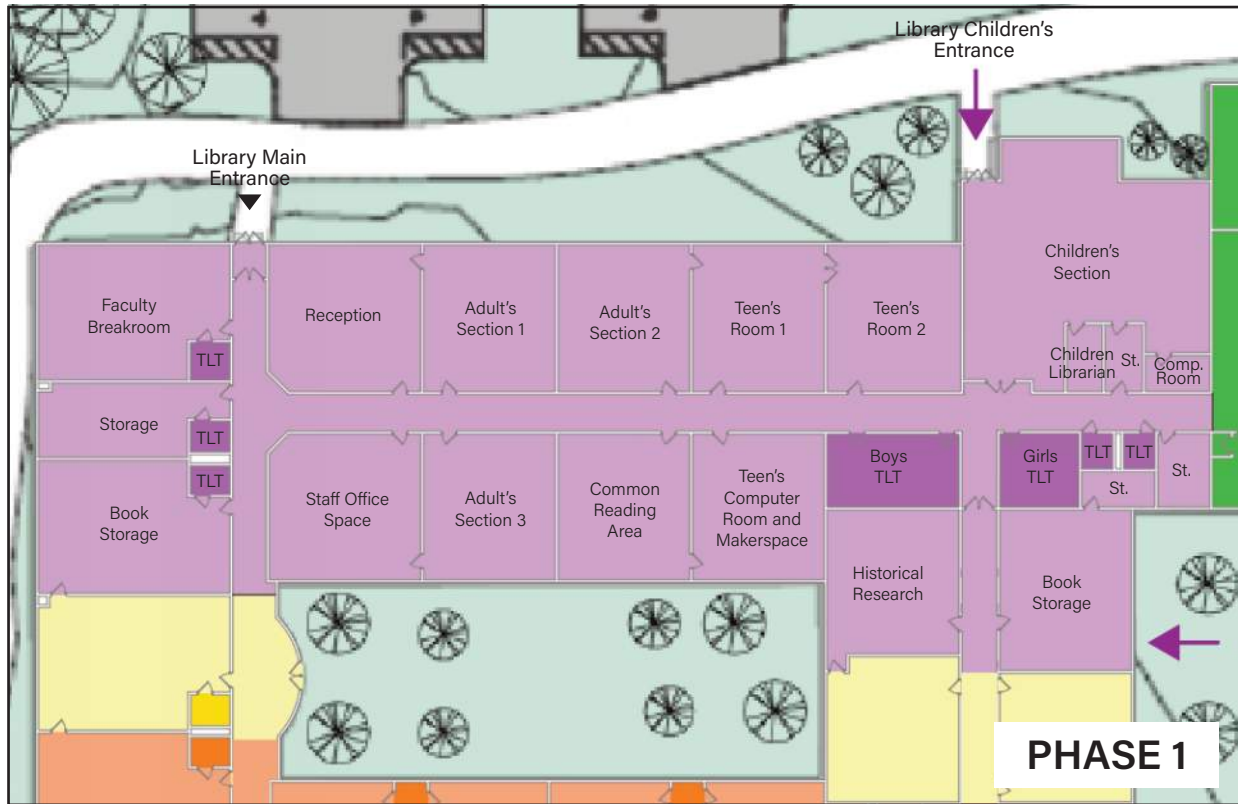 Library Children's
Entrance
Library Main
Entrance
Faculty
Breakroom
TLT
Reception
Adult's
Section 1
Adult's
Section 2
Teen's
Room 1
Teen's
Room 2
Children's
Section
Children
Librarian
St.
Comp.
Room
Storage
TLT
Book
Storage
TLT
Staff Office
Space
Adult's
Section 3
Common
Reading
Area
Teen's
Computer
Room and
Makerspace
Boys
TLT
Girls
TLT
TLT
TLT
St.
St.
Historical
Research
Book
Storage
PHASE 1